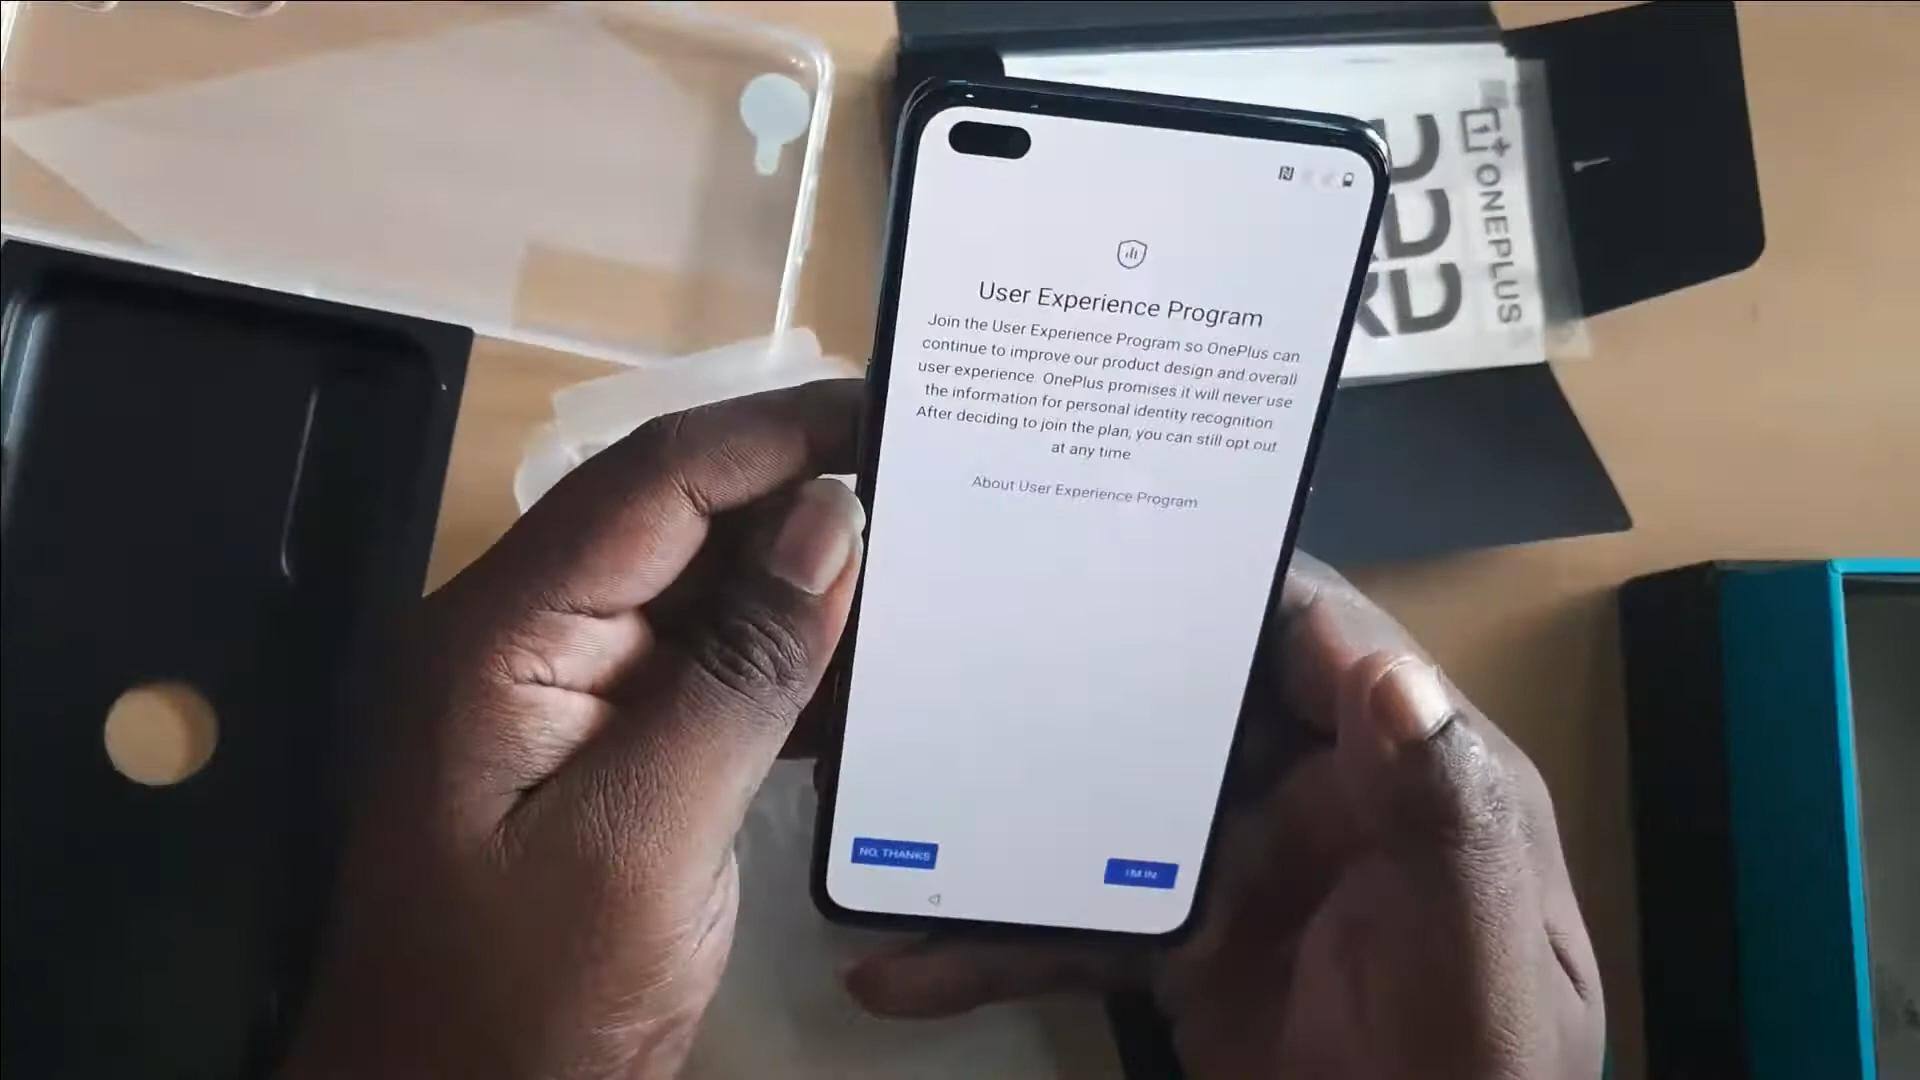 User Experience Program
Join the User Experience Program so OnePlus can
continue to improve our product design and overall
user experience. OnePlus promises it will never use
the information for personal identity recognition.
After deciding to join the plan, you can still opt out
at any time
About User Experience Program
NO, THANKS
I'M IN
ONEPLUS